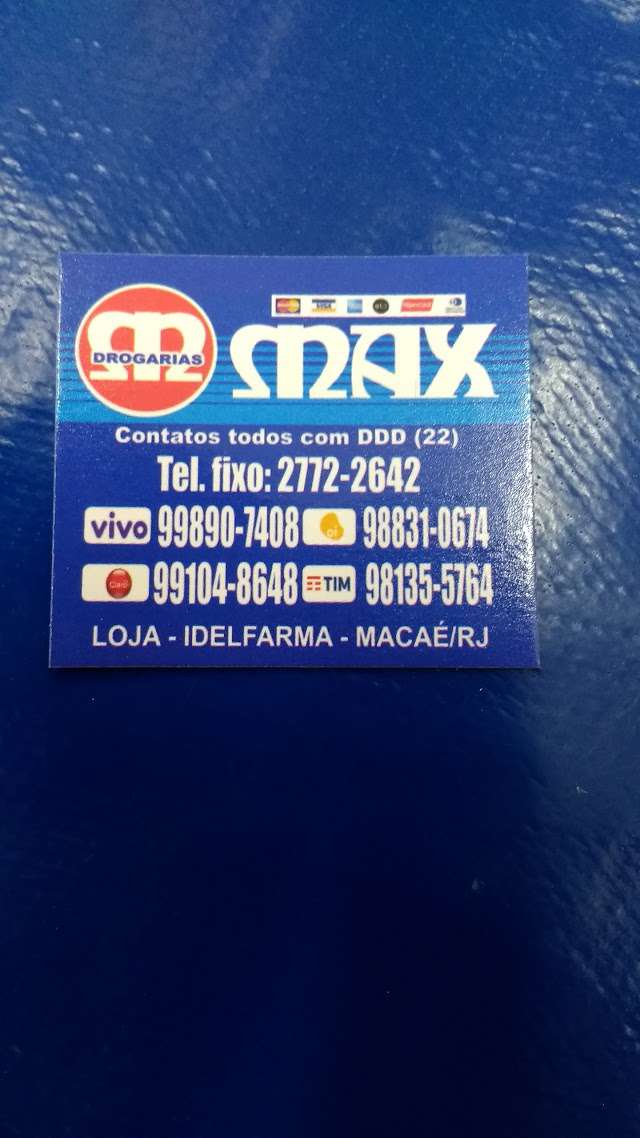 DROGARIAS
MAX
Contatos todos com DDD (22)
Tel. fixo: 2772-2642
vivo 99890-7408 oi 98831-0674
Claro 99104-8648 TIM 98135-5764
LOJA - IDELFARMA - MACAÉ/RJ